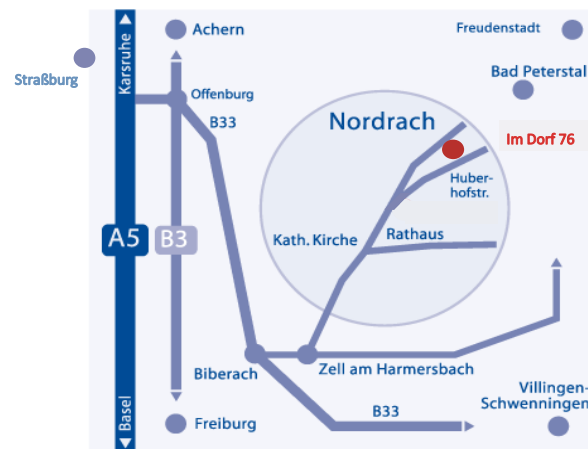 Karlsruhe
Achern
Freudenstadt
Straßburg
Bad Peterstal
Offenburg
B33
Nordrach
Im Dorf 76
Huber-
hofstr.
A5
B3
Kath. Kirche
Rathaus
Biberach
Zell am Harmersbach
Villingen-
Schwenningen
B33
Basel
Freiburg